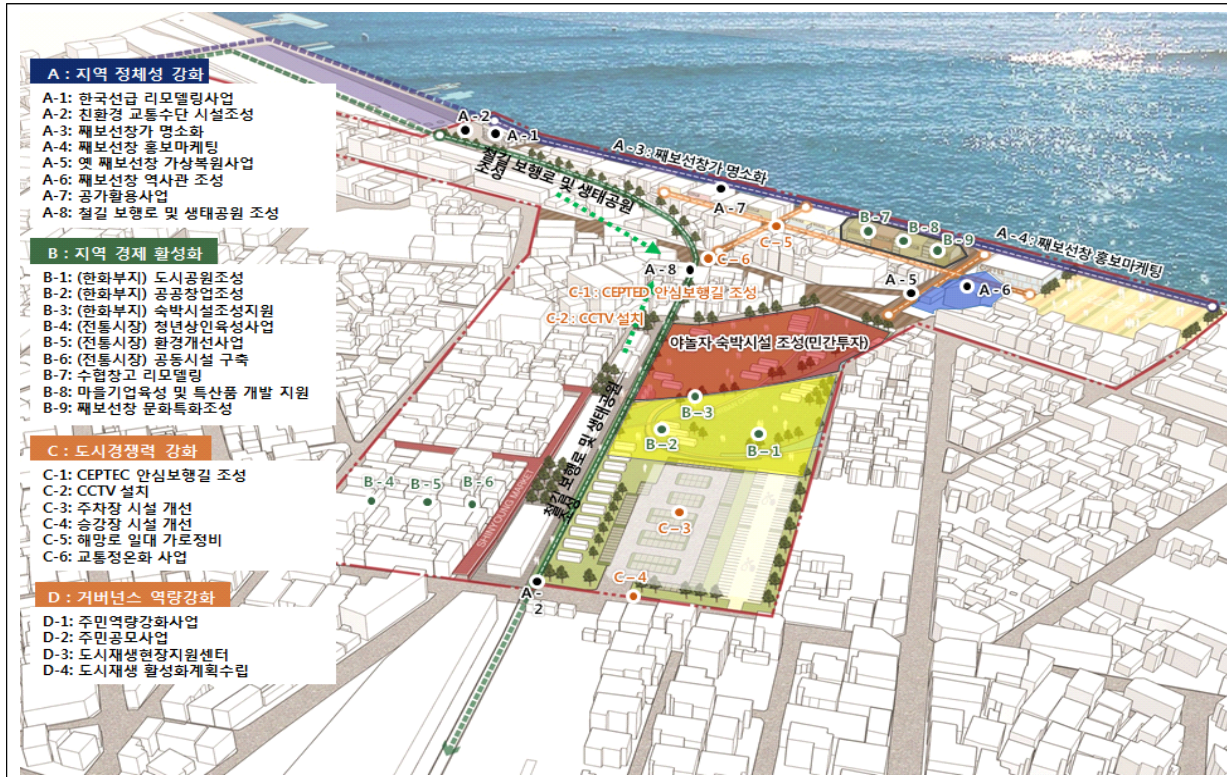 A : 지역 정체성 강화
A-1: 한국선급 리모델링사업
A-2: 친환경 교통수단 시설조성
A-3: 째보선창가 명소화
A-4: 째보선창 홍보마케팅
A-5: 옛 째보선창 가상복원사업
A-6: 째보선창 역사관 조성
A-7: 공가활용사업
A-8: 철길 보행로 및 생태공원 조성
B : 지역 경제 활성화
B-1: (한화부지) 도시공원조성
B-2: (한화부지) 공공창업조성
B-3: (한화부지) 숙박시설조성지원
B-4: (전통시장) 청년상인육성사업
B-5: (전통시장) 환경개선사업
B-6: (전통시장) 공동시설 구축
B-7: 수협창고 리모델링
B-8: 마을기업육성 및 특산품 개발 지원
B-9: 째보선창 문화특화조성
C : 도시경쟁력 강화
C-1: CEPTEC 안심보행길 조성
C-2: CCTV 설치
C-3: 주차장 시설 개선
C-4: 승강장 시설 개선
C-5: 해망로 일대 가로정비
C-6: 교통정온화 사업
D : 거버넌스 역량강화
D-1: 주민역량강화사업
D-2: 주민공모사업
D-3: 도시재생현장지원센터
D-4: 도시재생 활성화계획수립
A - 2
A - 1
철길 보행로 및 생태공원
조성
A - 3 : 째보선창가 명소화
A - 7
B - 7
B - 8
B - 9
C - 5
C - 6
A - 4 : 째보선창 홍보마케팅
A - 8
A - 5
A - 6
C-1 : CEPTED 안심보행길 조성
C-2 : CCTV 설치
야놀자 숙박시설 조성(민간투자)
B - 3
B - 2
B - 1
철길 보행로 및 생태공원
조성
B - 4
B - 5
B - 6
SHINYOUNG MARKET
C - 3
C - 4
A -
2